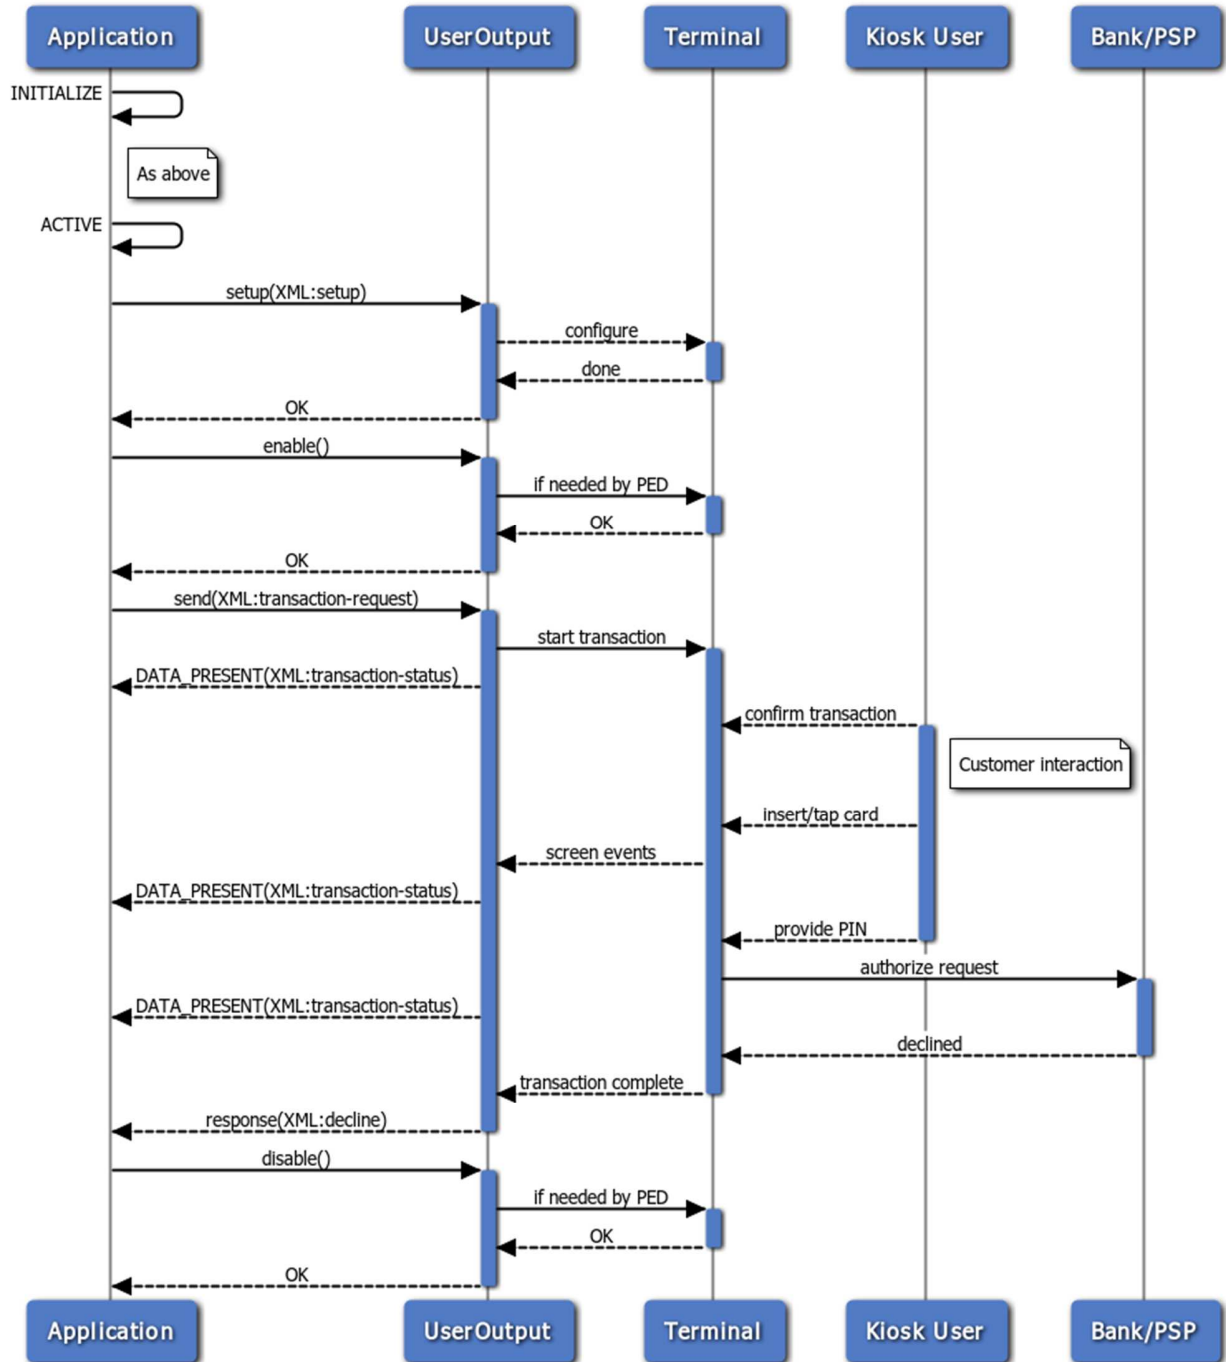 Application UserOutput Terminal Kiosk User Bank/PSP
INITIALIZE
As above
ACTIVE
setup(XML:setup)
configure
done
OK
enable()
if needed by PED
OK
OK
send(XML:transaction-request)
start transaction
DATA_PRESENT(XML:transaction-status)
confirm transaction
Customer interaction
insert/tap card
screen events
DATA_PRESENT(XML:transaction-status)
provide PIN
authorize request
DATA_PRESENT(XML:transaction-status)
declined
transaction complete
response(XML:decline)
disable()
if needed by PED
OK
OK
Application UserOutput Terminal Kiosk User Bank/PSP